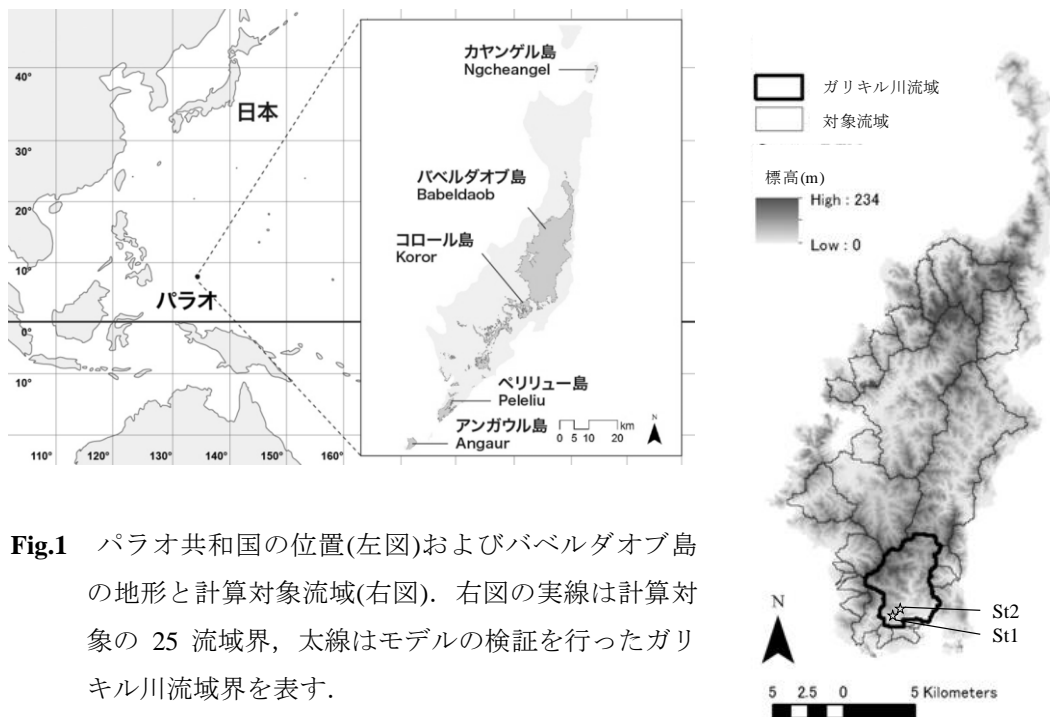 40°
30°
20°
10°
0°
10°
110°
120°
130°
140°
150°
160°
日本
パラオ
カヤンゲル島
Ngcheangel
バベルダオブ島
Babeldaob
コロール島
Koror
ペリリュー島
Peleliu
アンガウル島
Angaur
0 5 10 20 km
N
ガリキル川流域
対象流域
標高(m)
High : 234
Low : 0
St2
St1
N
5 2.5 0 5 Kilometers
Fig.1 パラオ共和国の位置(左図)およびバベルダオブ島
の地形と計算対象流域(右図)．右図の実線は計算対
象の 25 流域界，太線はモデルの検証を行ったガリ
キル川流域界を表す．